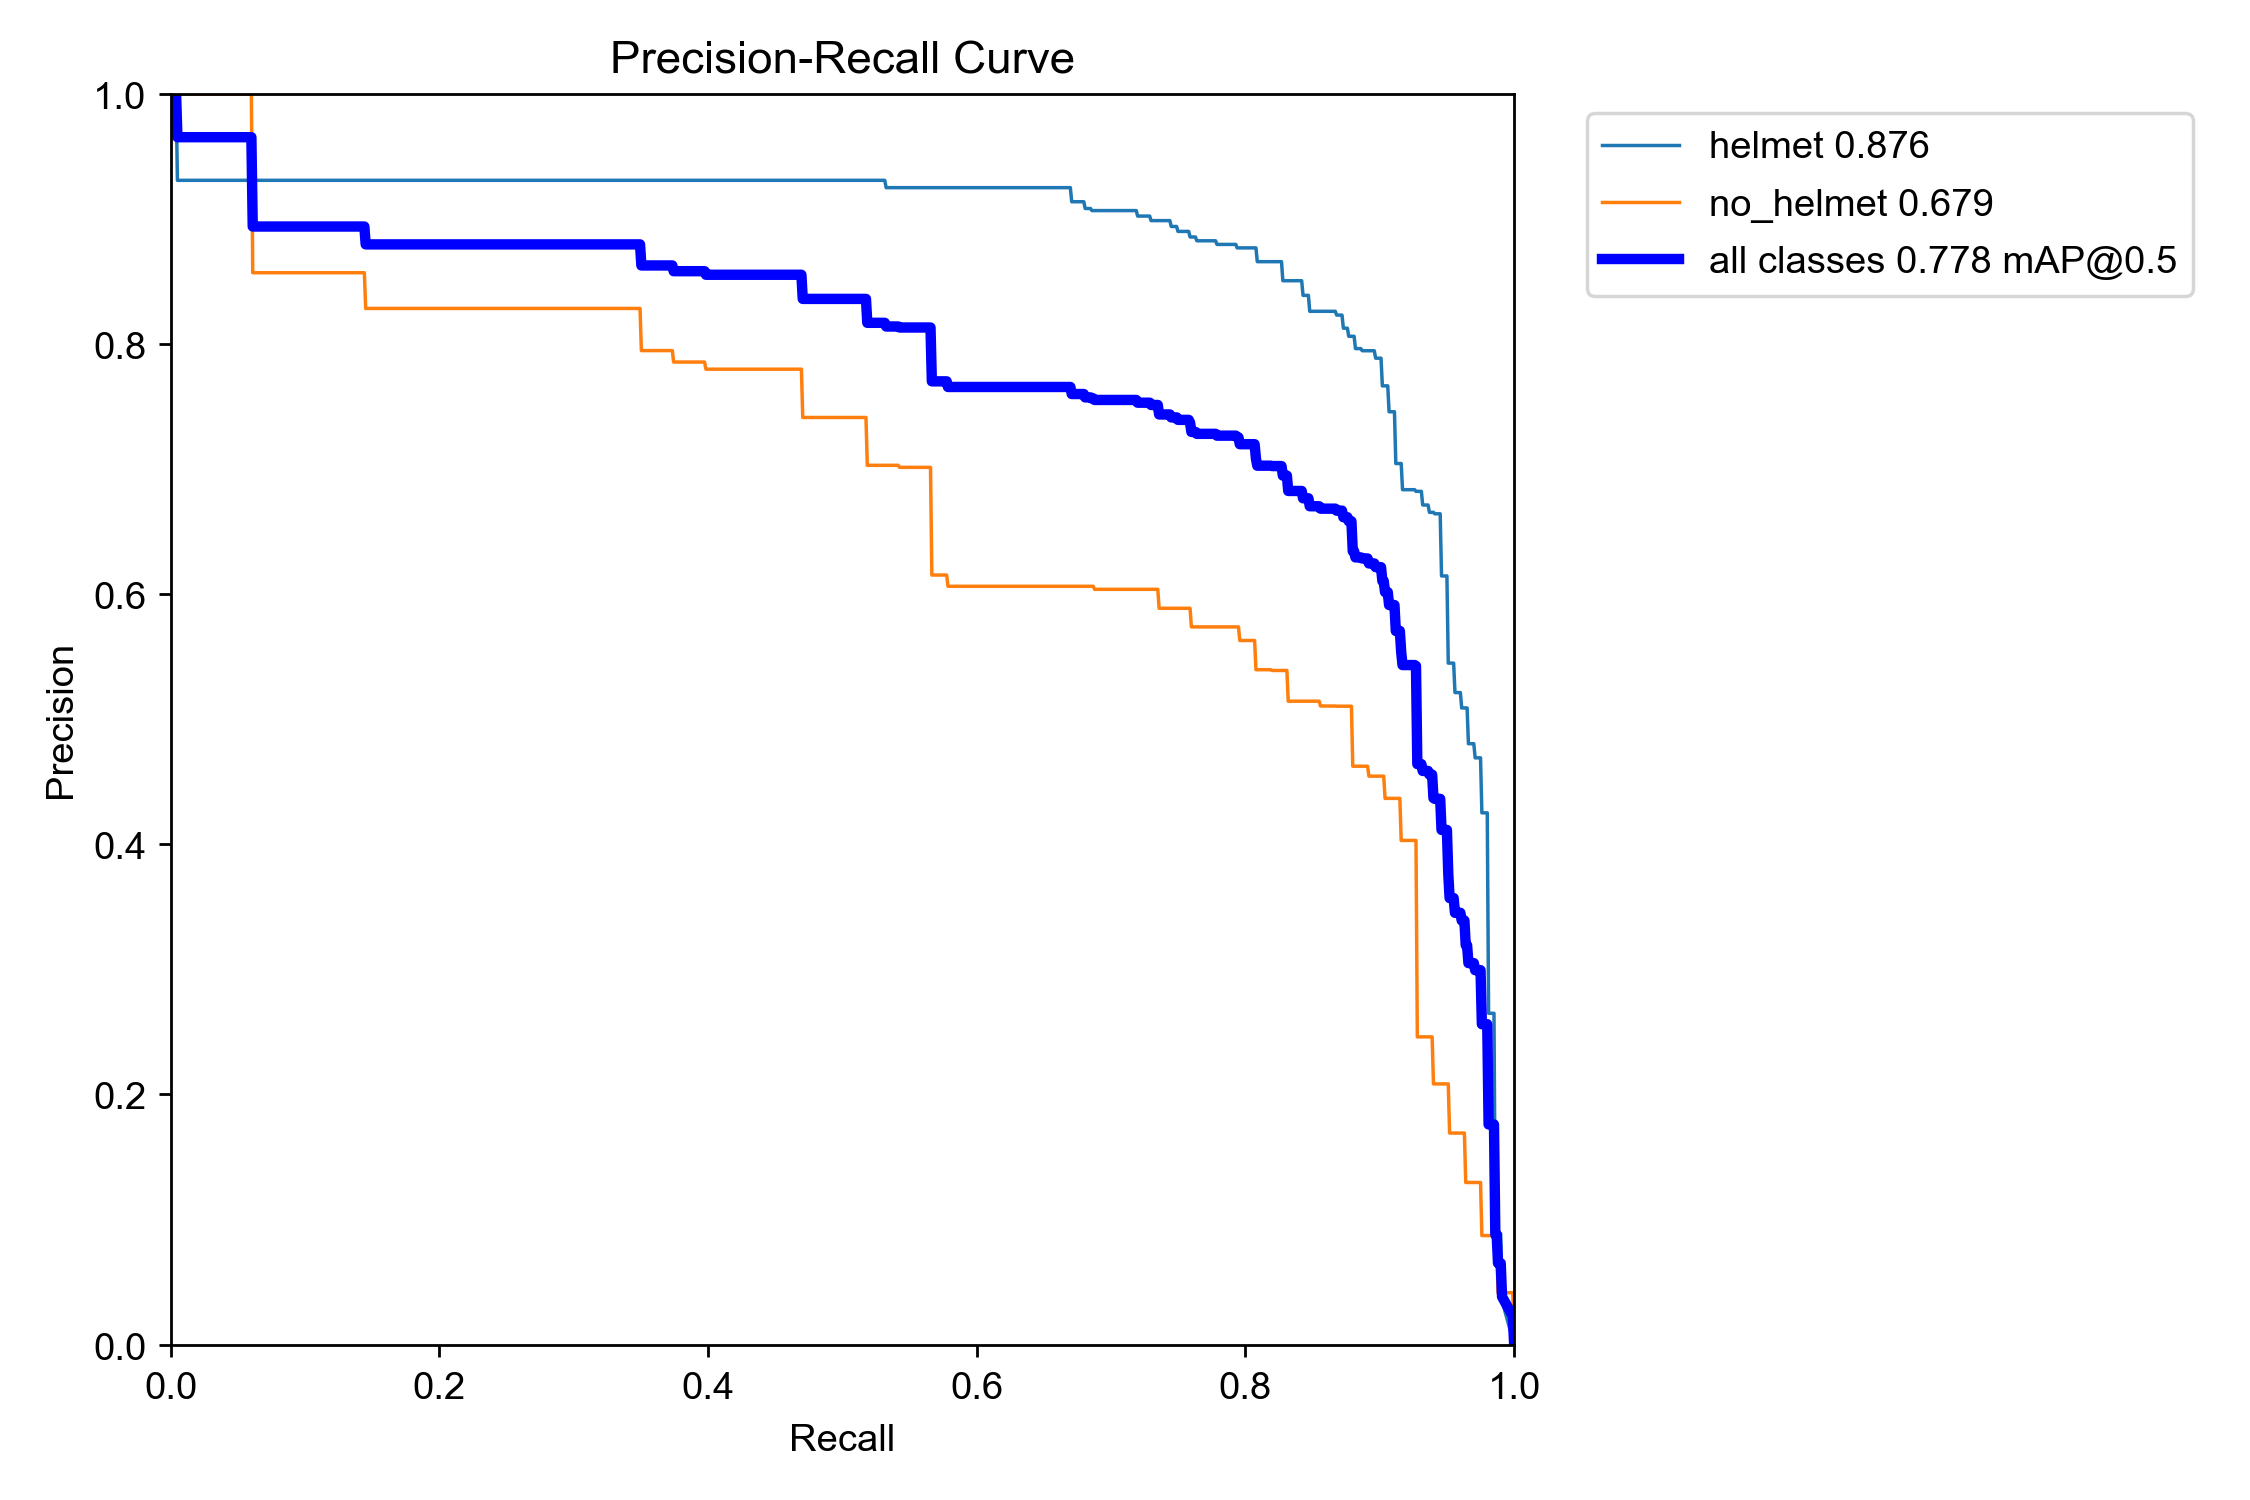 Precision-Recall Curve
helmet 0.876
no_helmet 0.679
all classes 0.778 mAP@0.5
1.0
0.8
0.6
0.4
0.2
0.0
Precision
0.0 0.2 0.4 0.6 0.8 1.0
Recall